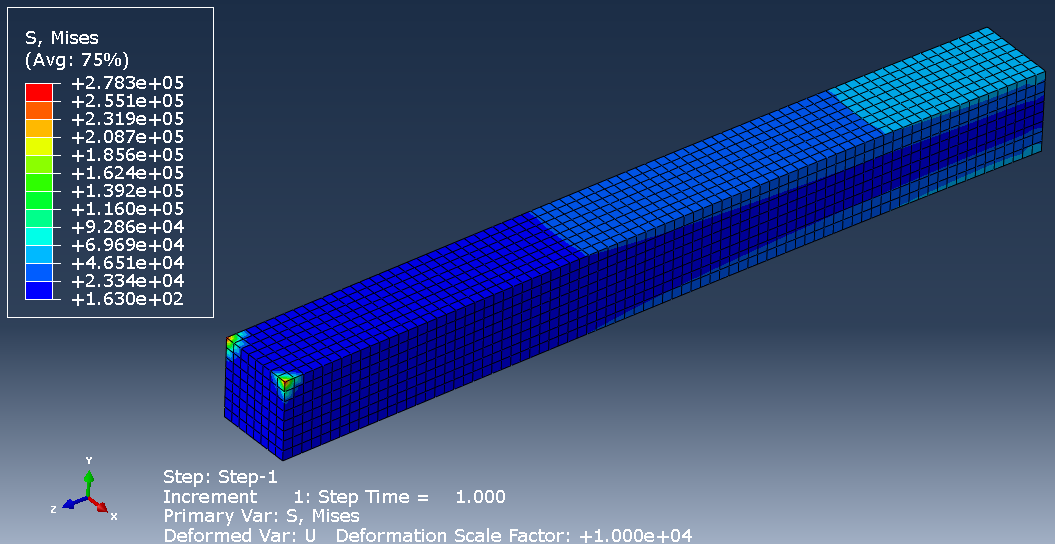 S, Mises
(Avg: 75%)
+2.783e+05
+2.551e+05
+2.319e+05
+2.087e+05
+1.856e+05
+1.624e+05
+1.392e+05
+1.160e+05
+9.286e+04
+6.969e+04
+4.651e+04
+2.334e+04
+1.630e+02
Y
Z
X
Step: Step-1
Increment 1: Step Time = 1.000
Primary Var: S, Mises
Deformed Var: U Deformation Scale Factor: +1.000e+04